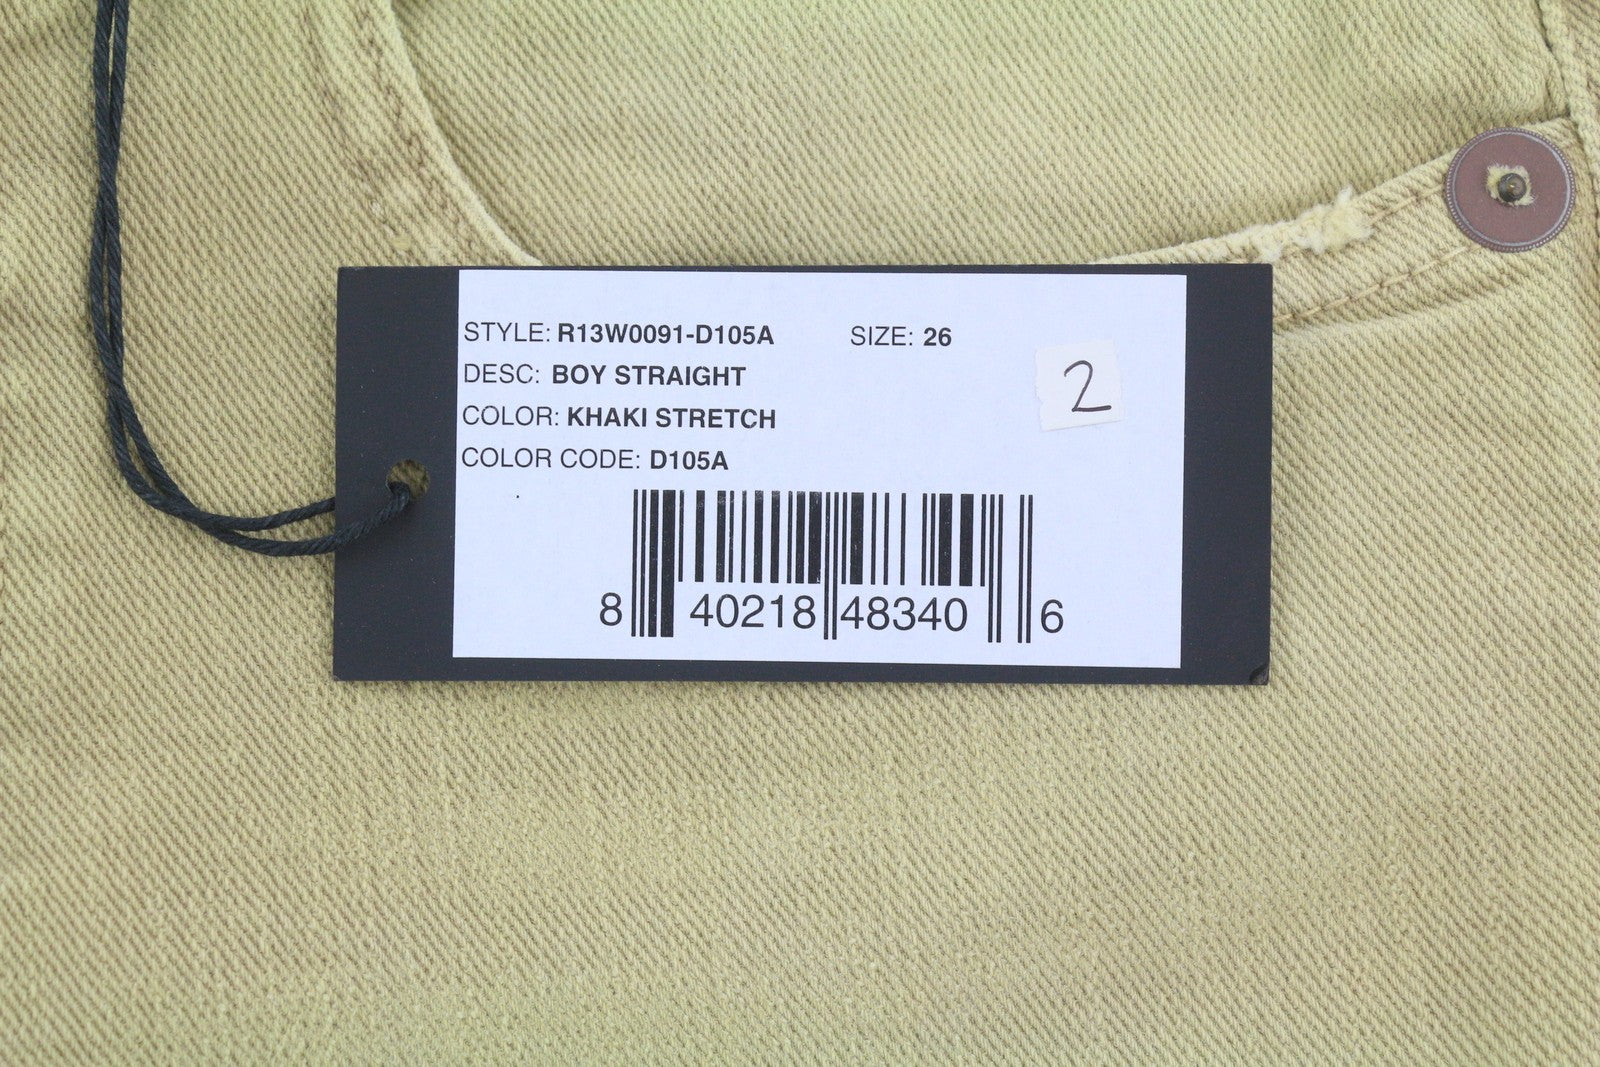 STYLE: R13W0091-D105A SIZE: 26
DESC: BOY STRAIGHT
2
COLOR: KHAKI STRETCH
COLOR CODE: D105A
8 40218 48340 6